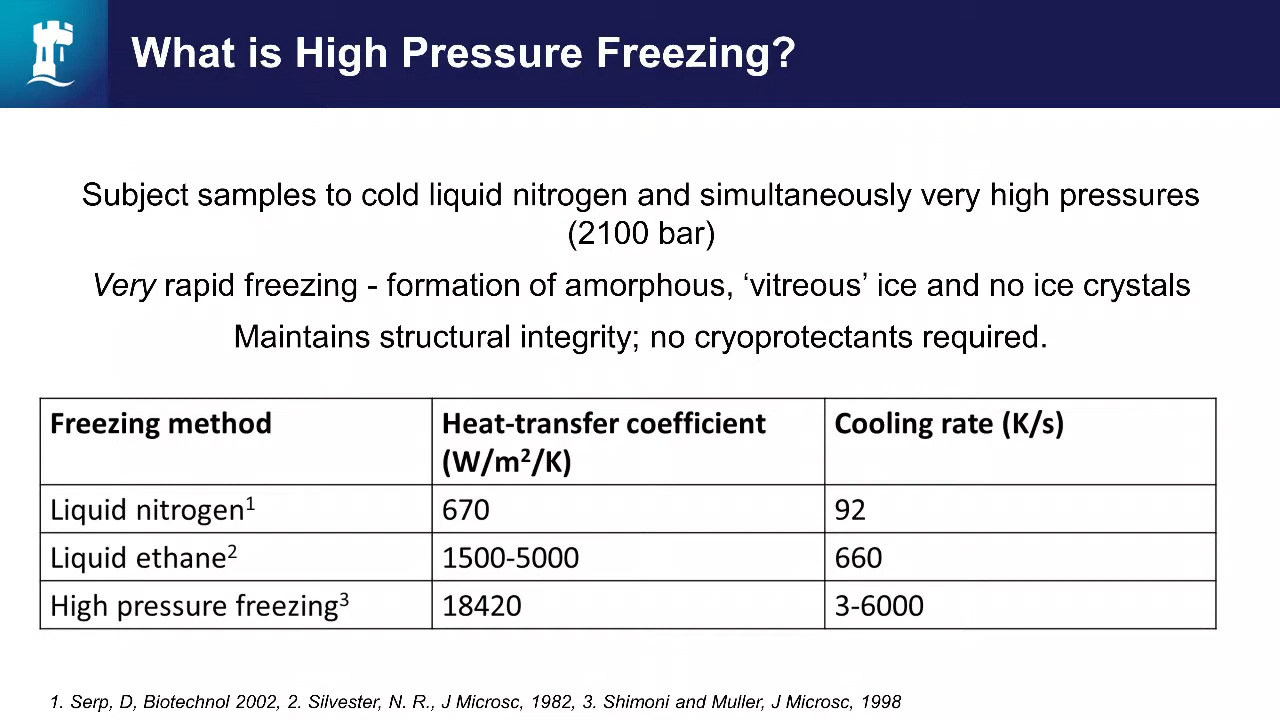 What is High Pressure Freezing?
Subject samples to cold liquid nitrogen and simultaneously very high pressures
(2100 bar)
Very rapid freezing - formation of amorphous, ‘vitreous’ ice and no ice crystals
Maintains structural integrity; no cryoprotectants required.
Freezing method Heat-transfer coefficient (W/m²/K) Cooling rate (K/s)
Liquid nitrogen¹ 670 92
Liquid ethane² 1500-5000 660
High pressure freezing³ 18420 3-6000
1. Serp, D, Biotechnol 2002, 2. Silvester, N. R., J Microsc, 1982, 3. Shimoni and Muller, J Microsc, 1998